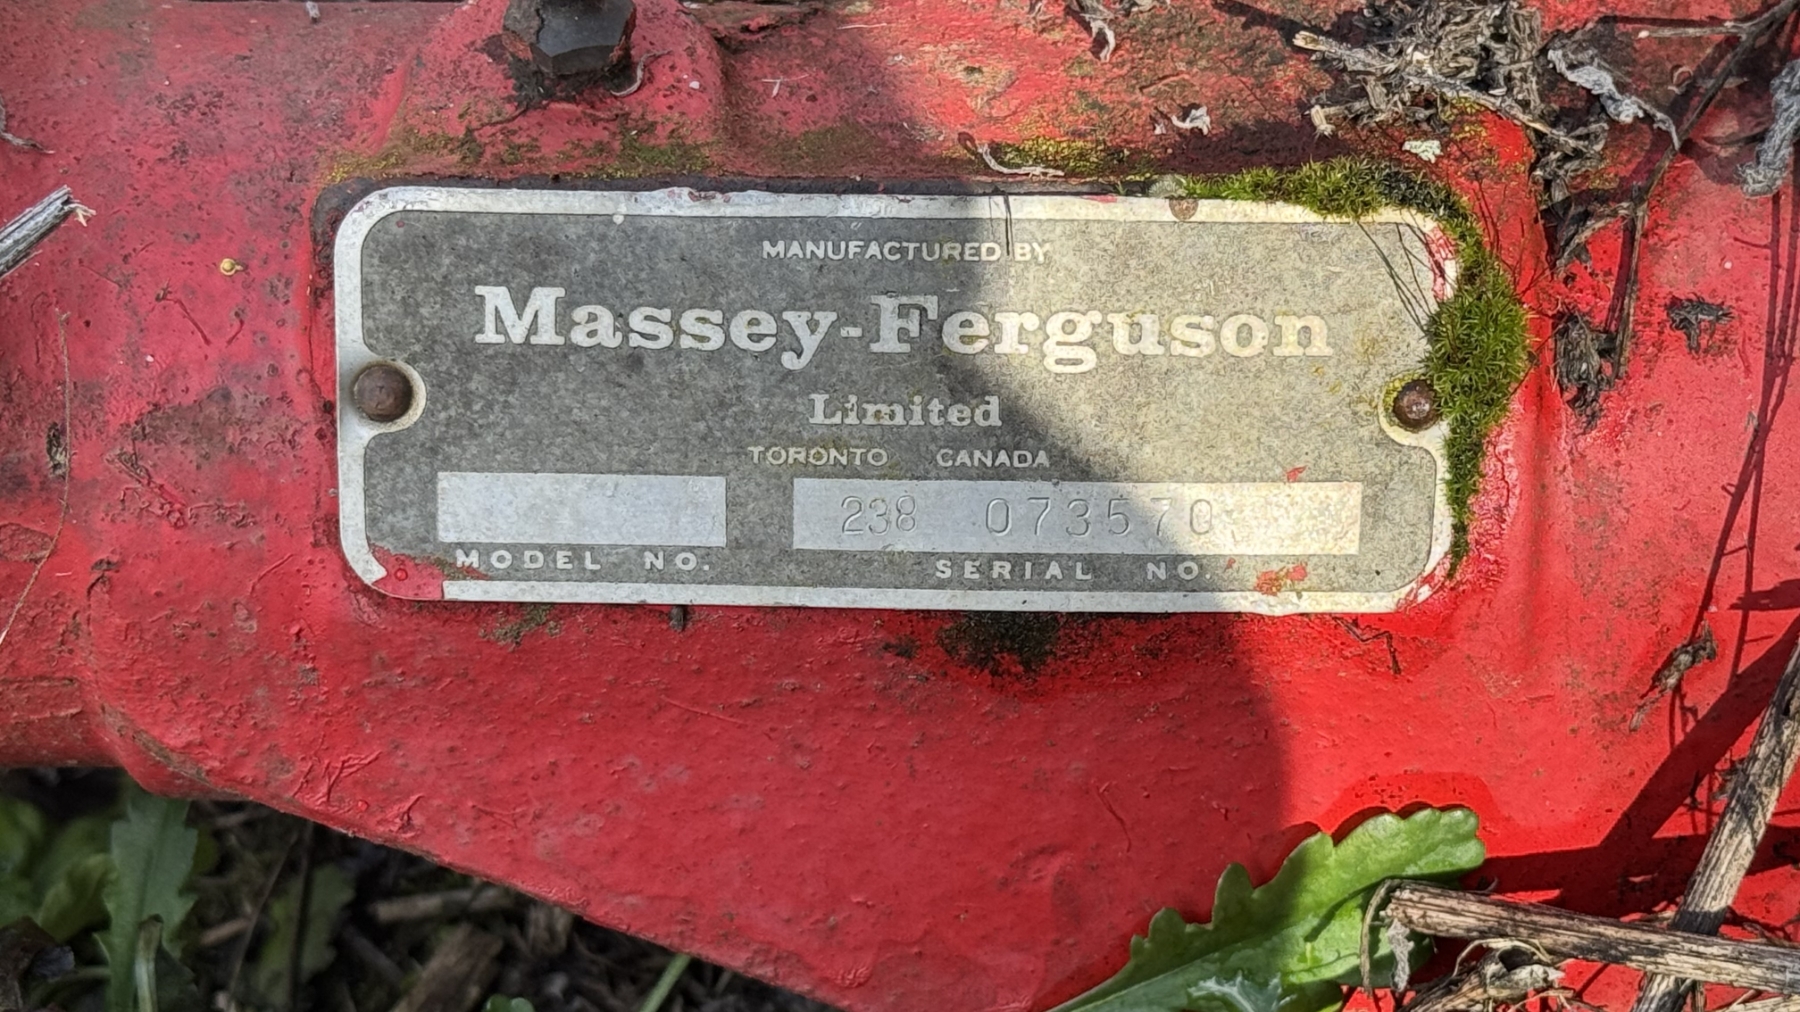 MANUFACTURED BY
Massey-Ferguson
Limited
TORONTO CANADA
238 073570
MODEL NO. SERIAL NO.